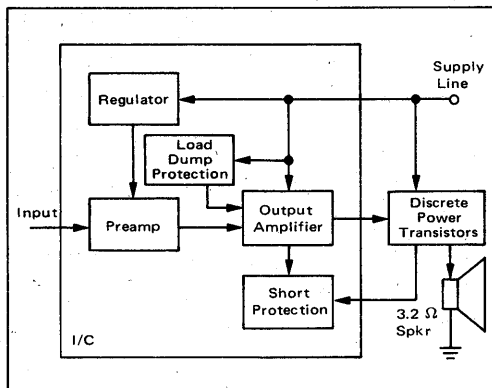 Supply
Line
Regulator
Load
Dump
Protection
Input
Preamp
Output
Amplifier
Discrete
Power
Transistors
Short
Protection
3.2 Ω
Spkr
I/C